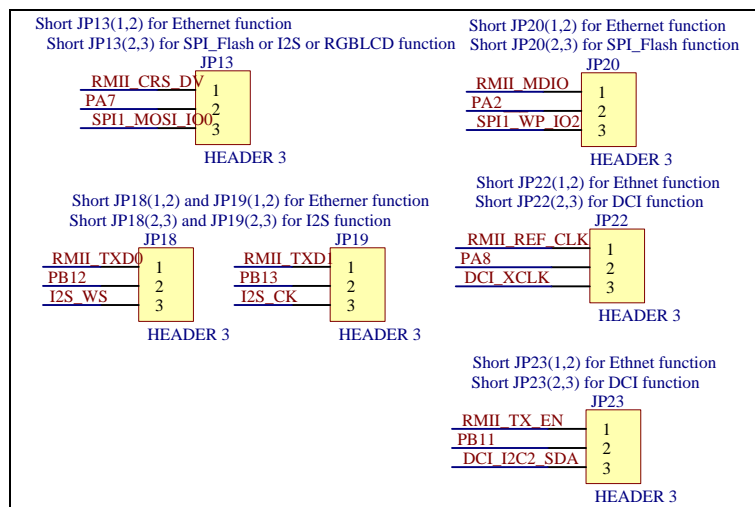 Short JP13(1,2) for Ethernet function
Short JP13(2,3) for SPI_Flash or I2S or RGBLCD function
JP13
RMII_CRS_DV
1
PA7
2
SPI1_MOSI_IO0
3
HEADER 3
Short JP20(1,2) for Ethernet function
Short JP20(2,3) for SPI_Flash function
JP20
RMII_MDIO
1
PA2
2
SPI1_WP_IO2
3
HEADER 3
Short JP18(1,2) and JP19(1,2) for Etherner function
Short JP18(2,3) and JP19(2,3) for I2S function
JP18
RMII_TXD0
1
PB12
2
I2S_WS
3
HEADER 3
JP19
RMII_TXD1
1
PB13
2
I2S_CK
3
HEADER 3
Short JP22(1,2) for Ethnet function
Short JP22(2,3) for DCI function
JP22
RMII_REF_CLK
1
PA8
2
DCI_XCLK
3
HEADER 3
Short JP23(1,2) for Ethnet function
Short JP23(2,3) for DCI function
JP23
RMII_TX_EN
1
PB11
2
DCI_I2C2_SDA
3
HEADER 3